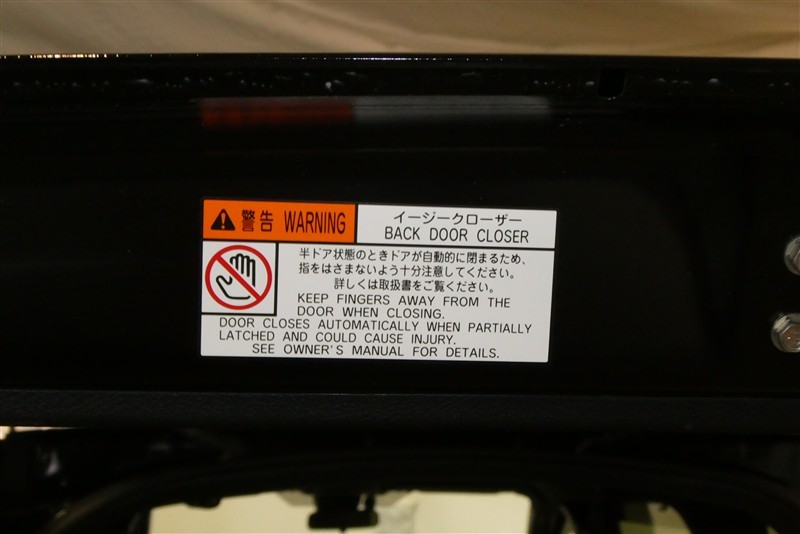 警告 WARNING
イージークローザー
BACK DOOR CLOSER
半ドア状態のときドアが自動的に閉まるため、
指をはさまないよう十分注意してください。
詳しくは取扱書をご覧ください。
KEEP FINGERS AWAY FROM THE
DOOR WHEN CLOSING.
DOOR CLOSES AUTOMATICALLY WHEN PARTIALLY
LATCHED AND COULD CAUSE INJURY.
SEE OWNER'S MANUAL FOR DETAILS.